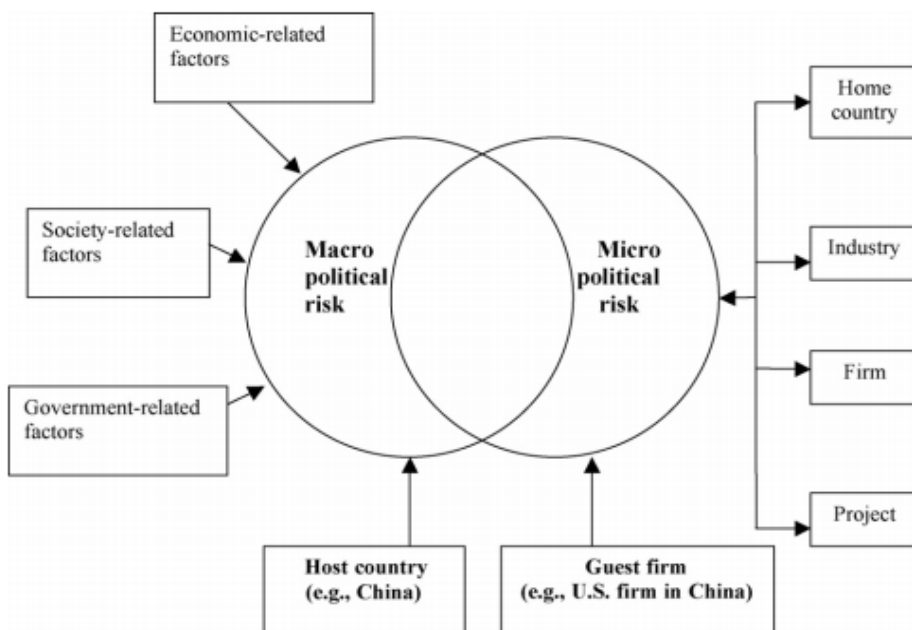 Economic-related
factors
Home
country
Society-related
factors
Macro
political
risk
Micro
political
risk
Industry
Firm
Government-related
factors
Project
Host country
(e.g., China)
Guest firm
(e.g., U.S. firm in China)